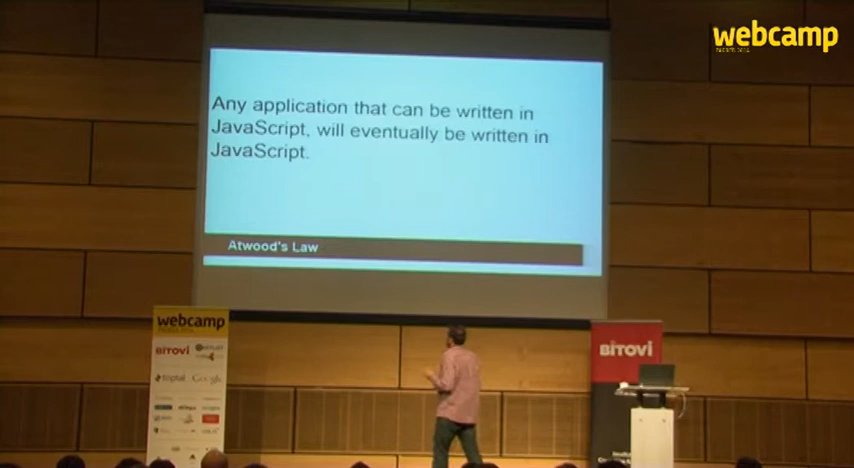 webcamp
Any application that can be written in
JavaScript, will eventually be written in
JavaScript.
Atwood's Law
webcamp
BiTOVi
toptal
Google
BiTOVi